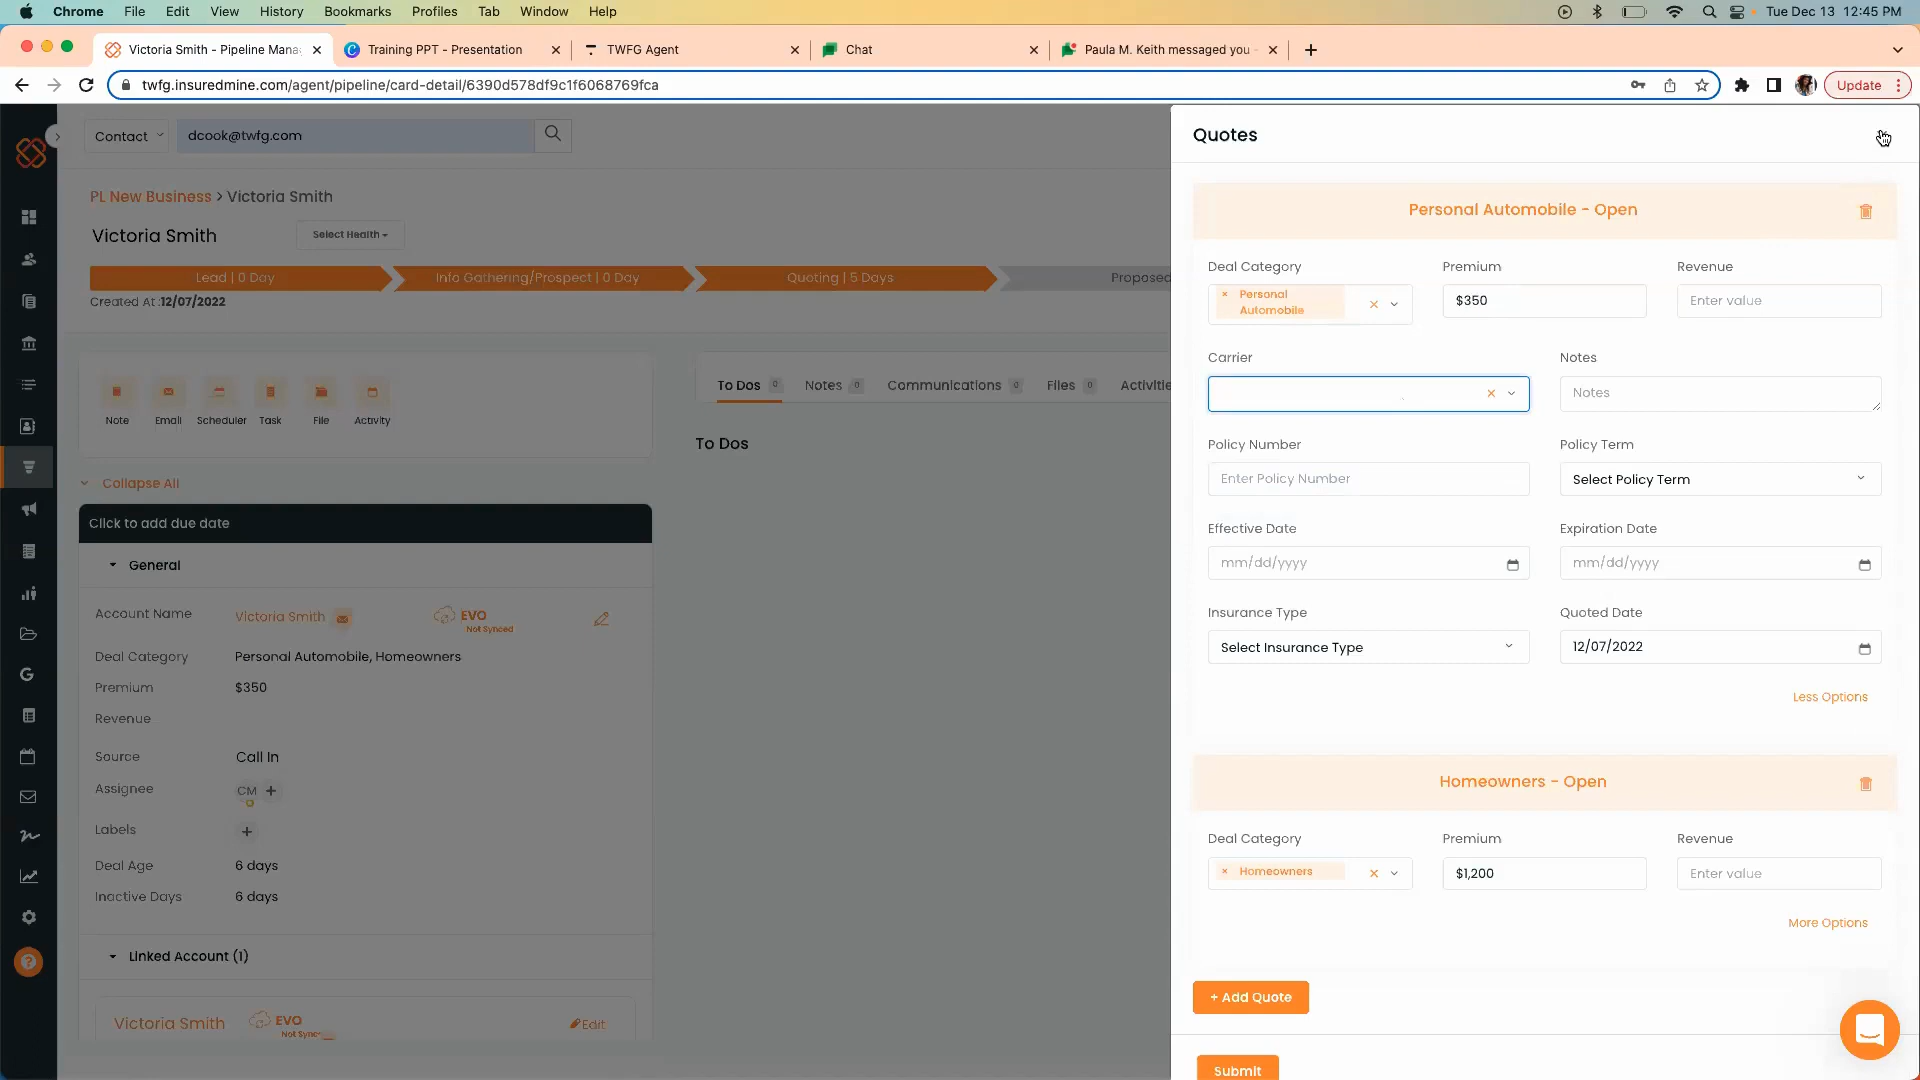 Chrome File Edit View History Bookmarks Profiles Tab Window Help Tue Dec 13 12:45 PM
Victoria Smith - Pipeline Mana Training PPT - Presentation TWFG Agent Chat Paula M. Keith messaged you -
twfg.insuredmine.com/agent/pipeline/card-detail/6390d578df9c1f6068769fca Update
Contact dcook@twfg.com
PL New Business > Victoria Smith
Victoria Smith Select Health
Lead | 0 Day Info Gathering/Prospect | 0 Day Quoting | 5 Days Proposed
Created At :12/07/2022
Note Email Scheduler Task File Activity
To Dos 0 Notes 0 Communications 0 Files 0 Activitie
To Dos
Collapse All
Click to add due date
General
Account Name Victoria Smith EVO
Not Synced
Deal Category Personal Automobile, Homeowners
Premium $350
Revenue
Source Call In
Assignee CM +
Labels +
Deal Age 6 days
Inactive Days 6 days
Linked Account (1)
Victoria Smith EVO Edit
Not Sync
Quotes
Personal Automobile - Open
Deal Category Premium Revenue
× Personal Automobile $350 Enter value
Carrier Notes
Notes
Policy Number Policy Term
Enter Policy Number Select Policy Term
Effective Date Expiration Date
mm/dd/yyyy mm/dd/yyyy
Insurance Type Quoted Date
Select Insurance Type 12/07/2022
Less Options
Homeowners - Open
Deal Category Premium Revenue
× Homeowners $1,200 Enter value
More Options
+ Add Quote
Submit